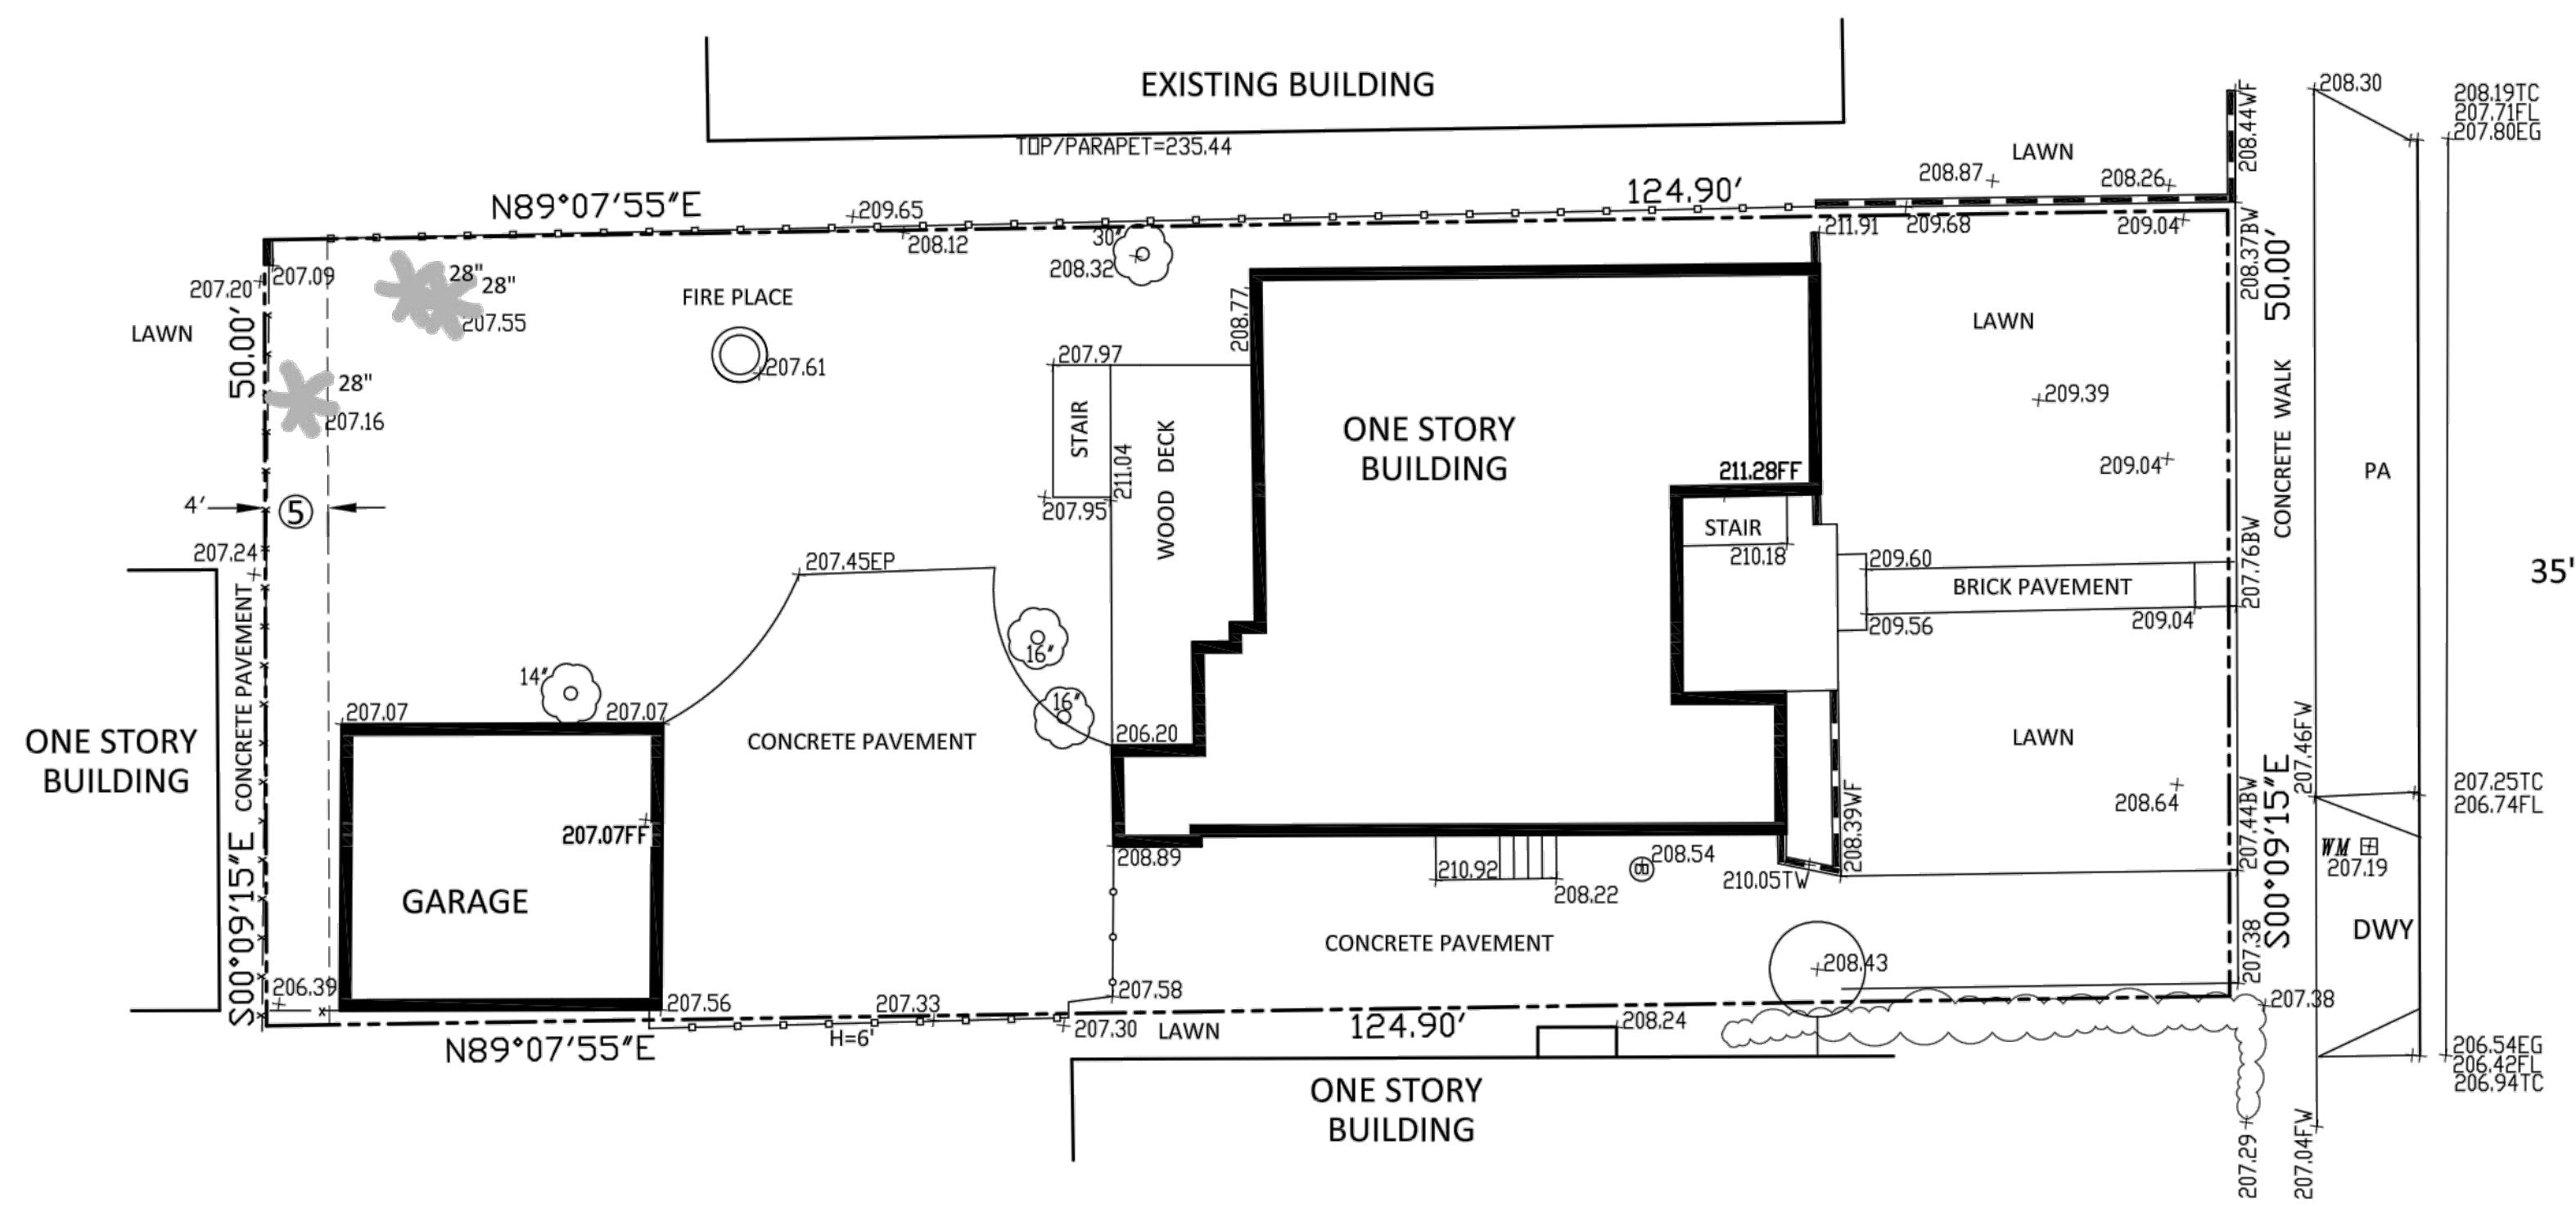 EXISTING BUILDING
TOP/PARAPET=235.44
208.30
208.19TC
207.71FL
207.80EG
208.44WF
LAWN
208.87
208.26
N89°07'55"E
209.65
124.90'
208.12
30"
208.32
211.91
209.68
209.04
208.37BW
50.00'
207.20
207.09
28"
28"
207.55
LAWN
50.00'
FIRE PLACE
207.61
208.77
LAWN
28"
207.16
207.97
STAIR
211.04
WOOD DECK
207.95
ONE STORY
BUILDING
211.28FF
209.39
209.04
CONCRETE WALK
PA
4'
5
207.24
207.45EP
STAIR
210.18
209.60
BRICK PAVEMENT
209.56
209.04
207.76BW
35'
CONCRETE PAVEMENT
14"
16"
16"
207.07
207.07
206.20
CONCRETE PAVEMENT
LAWN
207.46FW
ONE STORY
BUILDING
207.07FF
GARAGE
208.89
210.92
208.22
208.54
210.05TW
208.39WF
208.64
207.44BW
S00°09'15"E
207.25TC
206.74FL
WM
207.19
DWY
S00°09'15"E
206.39
207.56
207.33
207.58
CONCRETE PAVEMENT
208.43
207.38
207.38
N89°07'55"E
H=6'
207.30
LAWN
124.90'
208.24
206.54EG
206.42FL
206.94TC
ONE STORY
BUILDING
207.29
207.04FW